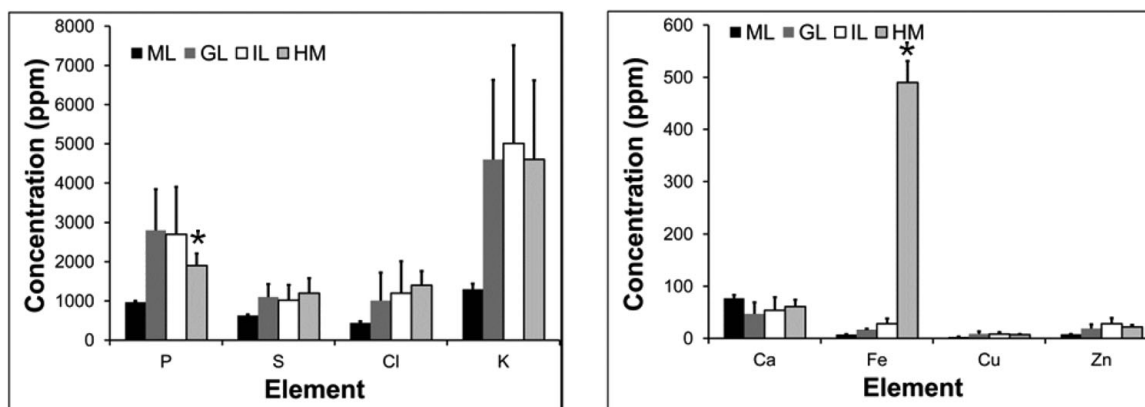 8000
7000
6000
5000
4000
3000
2000
1000
0
Concentration (ppm)
ML GL IL HM
*
P S Cl K
Element
600
500
400
300
200
100
0
Concentration (ppm)
ML GL IL HM
*
Ca Fe Cu Zn
Element